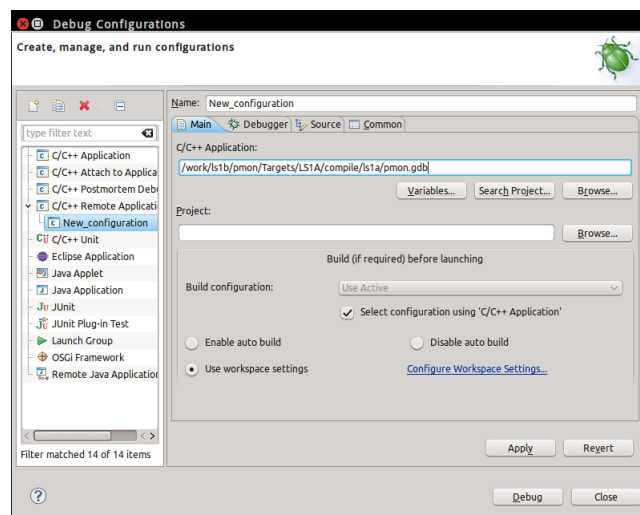 Debug Configurations
Create, manage, and run configurations
type filter text
C/C++ Application
C/C++ Attach to Applica
C/C++ Postmortem Deb
C/C++ Remote Applicati
New_configuration
C/C++ Unit
Eclipse Application
Java Applet
Java Application
JUnit
JUnit Plug-in Test
Launch Group
OSGi Framework
Remote Java Application
Filter matched 14 of 14 items
Name: New_configuration
Main Debugger Source Common
C/C++ Application:
/work/ls1b/pmon/Targets/LS1A/compile/ls1a/pmon.gdb
Variables... Search Project... Browse...
Project:
Browse...
Build (if required) before launching
Build configuration: Use Active
Select configuration using 'C/C++ Application'
Enable auto build Disable auto build
Use workspace settings Configure Workspace Settings...
Apply Revert
Debug Close